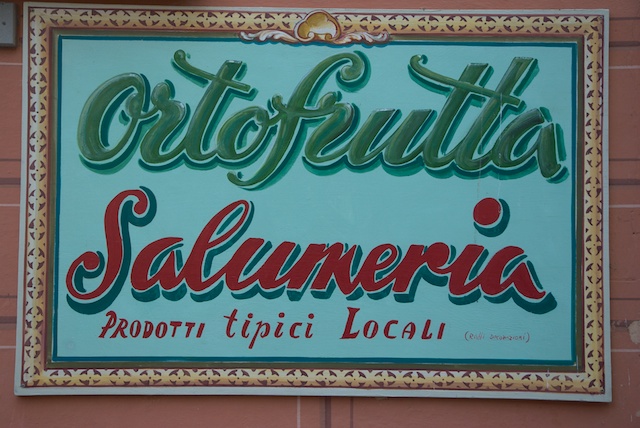 Ortofrutta
Salumeria
PRODOTTI tipici LOCALI